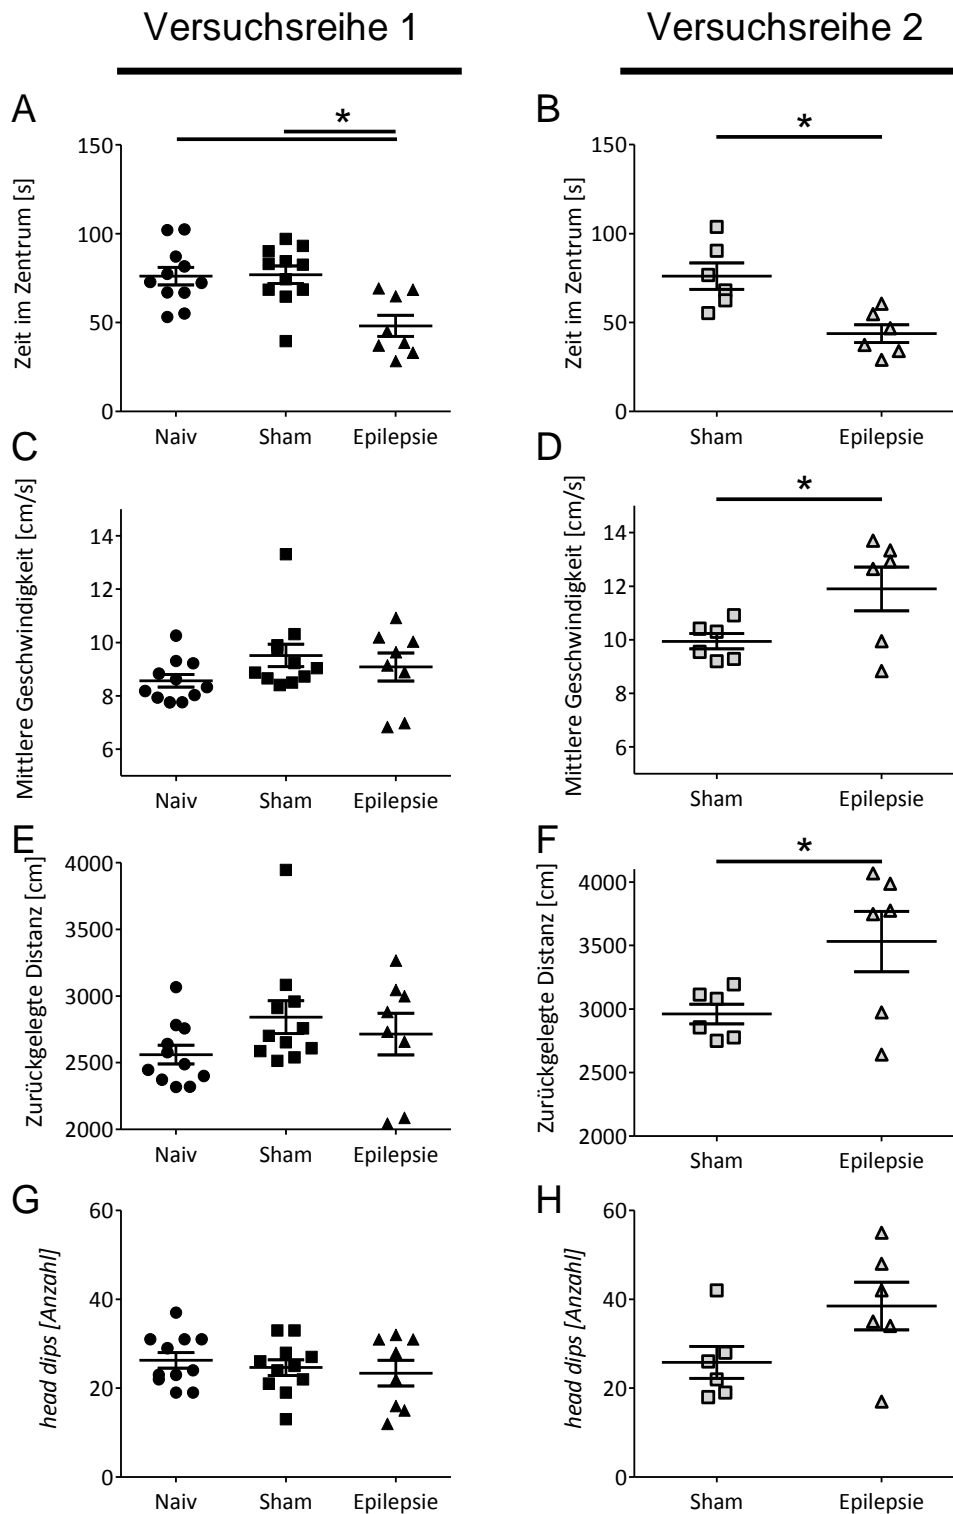 Versuchsreihe 1
Versuchsreihe 2
A
*
Zeit im Zentrum [s]
150
100
50
0
Naiv Sham Epilepsie
B
*
Zeit im Zentrum [s]
150
100
50
0
Sham Epilepsie
C
Mittlere Geschwindigkeit [cm/s]
14
12
10
8
6
Naiv Sham Epilepsie
D
*
Mittlere Geschwindigkeit [cm/s]
14
12
10
8
6
Sham Epilepsie
E
Zurückgelegte Distanz [cm]
4000
3000
2500
2000
Naiv Sham Epilepsie
F
*
Zurückgelegte Distanz [cm]
4000
3500
3000
2500
2000
Sham Epilepsie
G
head dips [Anzahl]
60
40
20
0
Naiv Sham Epilepsie
H
head dips [Anzahl]
60
40
20
0
Sham Epilepsie